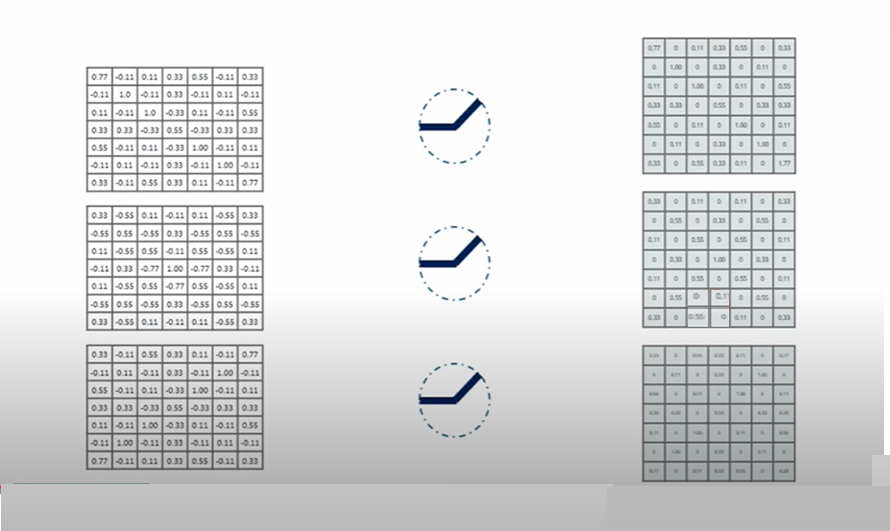 0.77 -0.11 0.11 0.33 0.55 -0.11 0.33
-0.11 1.0 -0.11 0.33 -0.11 0.11 -0.11
0.11 -0.11 1.0 -0.33 0.11 -0.11 0.55
0.33 0.33 -0.33 0.55 -0.33 0.33 0.33
0.55 -0.11 0.11 -0.33 1.00 -0.11 0.11
-0.11 0.11 -0.11 0.33 -0.11 1.00 -0.11
0.33 -0.11 0.55 0.33 0.11 -0.11 0.77
0.33 -0.55 0.11 -0.11 0.11 -0.55 0.33
-0.55 0.55 -0.55 0.33 -0.55 0.55 -0.55
0.11 -0.55 0.55 -0.77 0.55 -0.55 0.11
-0.11 0.33 -0.77 1.00 -0.77 0.33 -0.11
0.11 -0.55 0.55 -0.77 0.55 -0.55 0.11
-0.55 0.55 -0.55 0.33 -0.55 0.55 -0.55
0.33 -0.55 0.11 -0.11 0.11 -0.55 0.33
0.33 -0.11 0.55 0.33 0.11 -0.11 0.77
-0.11 0.11 -0.11 0.33 -0.11 1.00 -0.11
0.55 -0.11 0.11 -0.33 1.00 -0.11 0.11
0.33 0.33 -0.33 0.55 -0.33 0.33 0.33
0.11 -0.11 1.00 -0.33 0.11 -0.11 0.55
-0.11 1.00 -0.11 0.33 -0.11 0.11 -0.11
0.77 -0.11 0.11 0.33 0.55 -0.11 0.33
0.77 0 0.11 0.33 0.55 0 0.33
0 1.00 0 0.33 0 0.11 0
0.11 0 1.00 0 0.11 0 0.55
0.33 0.33 0 0.55 0 0.33 0.33
0.55 0 0.11 0 1.00 0 0.11
0 0.11 0 0.33 0 1.00 0
0.33 0 0.55 0.33 0.11 0 1.77
0.33 0 0.11 0 0.11 0 0.33
0 0.55 0 0.33 0 0.55 0
0.11 0 0.55 0 0.55 0 0.11
0 0.33 0 1.00 0 0.33 0
0.11 0 0.55 0 0.55 0 0.11
0 0.55 0 0.1 0 0.55 0
0.33 0 0.55 0 0.11 0 0.33